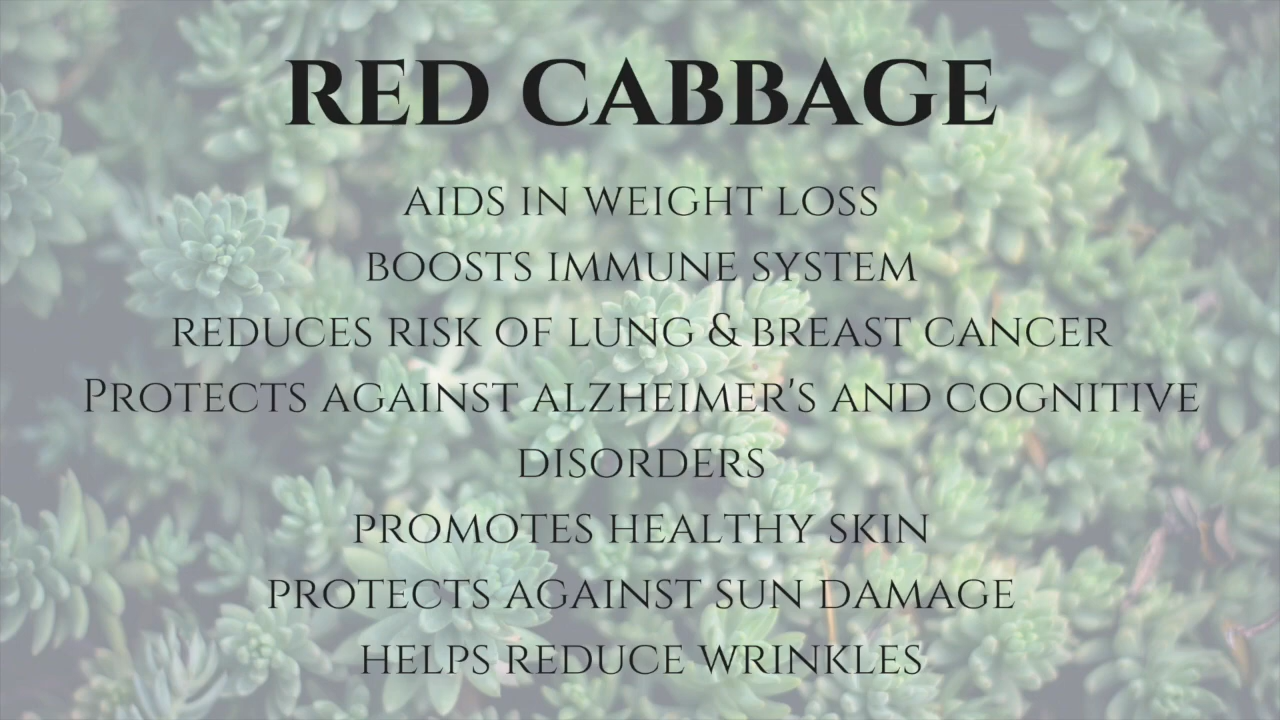 RED CABBAGE
AIDS IN WEIGHT LOSS
BOOSTS IMMUNE SYSTEM
REDUCES RISK OF LUNG & BREAST CANCER
PROTECTS AGAINST ALZHEIMER'S AND COGNITIVE
DISORDERS
PROMOTES HEALTHY SKIN
PROTECTS AGAINST SUN DAMAGE
HELPS REDUCE WRINKLES